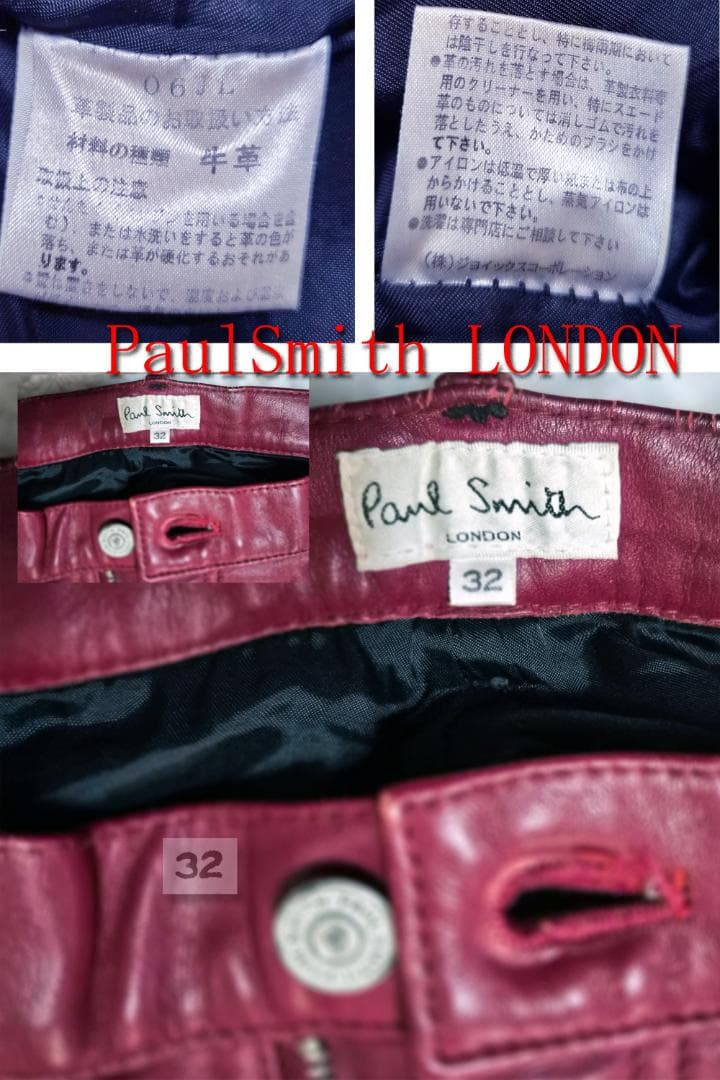 06JL
革製品のお取扱い方法
材料の種類 牛革
取扱上の注意
を用いる場合を含
む）または水洗いをすると革の色が
落ち、または革が硬化するおそれがあ
ります。
存することとし、特に梅雨期において
は陰干しを行なって下さい。
●革の汚れを落とす場合は、革製衣料専
用のクリーナーを用い、特にスエード
革のものについては消しゴムで汚れを
落としたうえ、かためのブラシをかけ
て下さい。
●アイロンは低温で厚い紙または布の上
からかけることとし、蒸気アイロンは
用いないで下さい。
●洗濯は専門店にご相談して下さい
(株)ジョイックスコーポレーション
PaulSmith LONDON
Paul Smith
LONDON
32
Paul Smith
LONDON
32
32